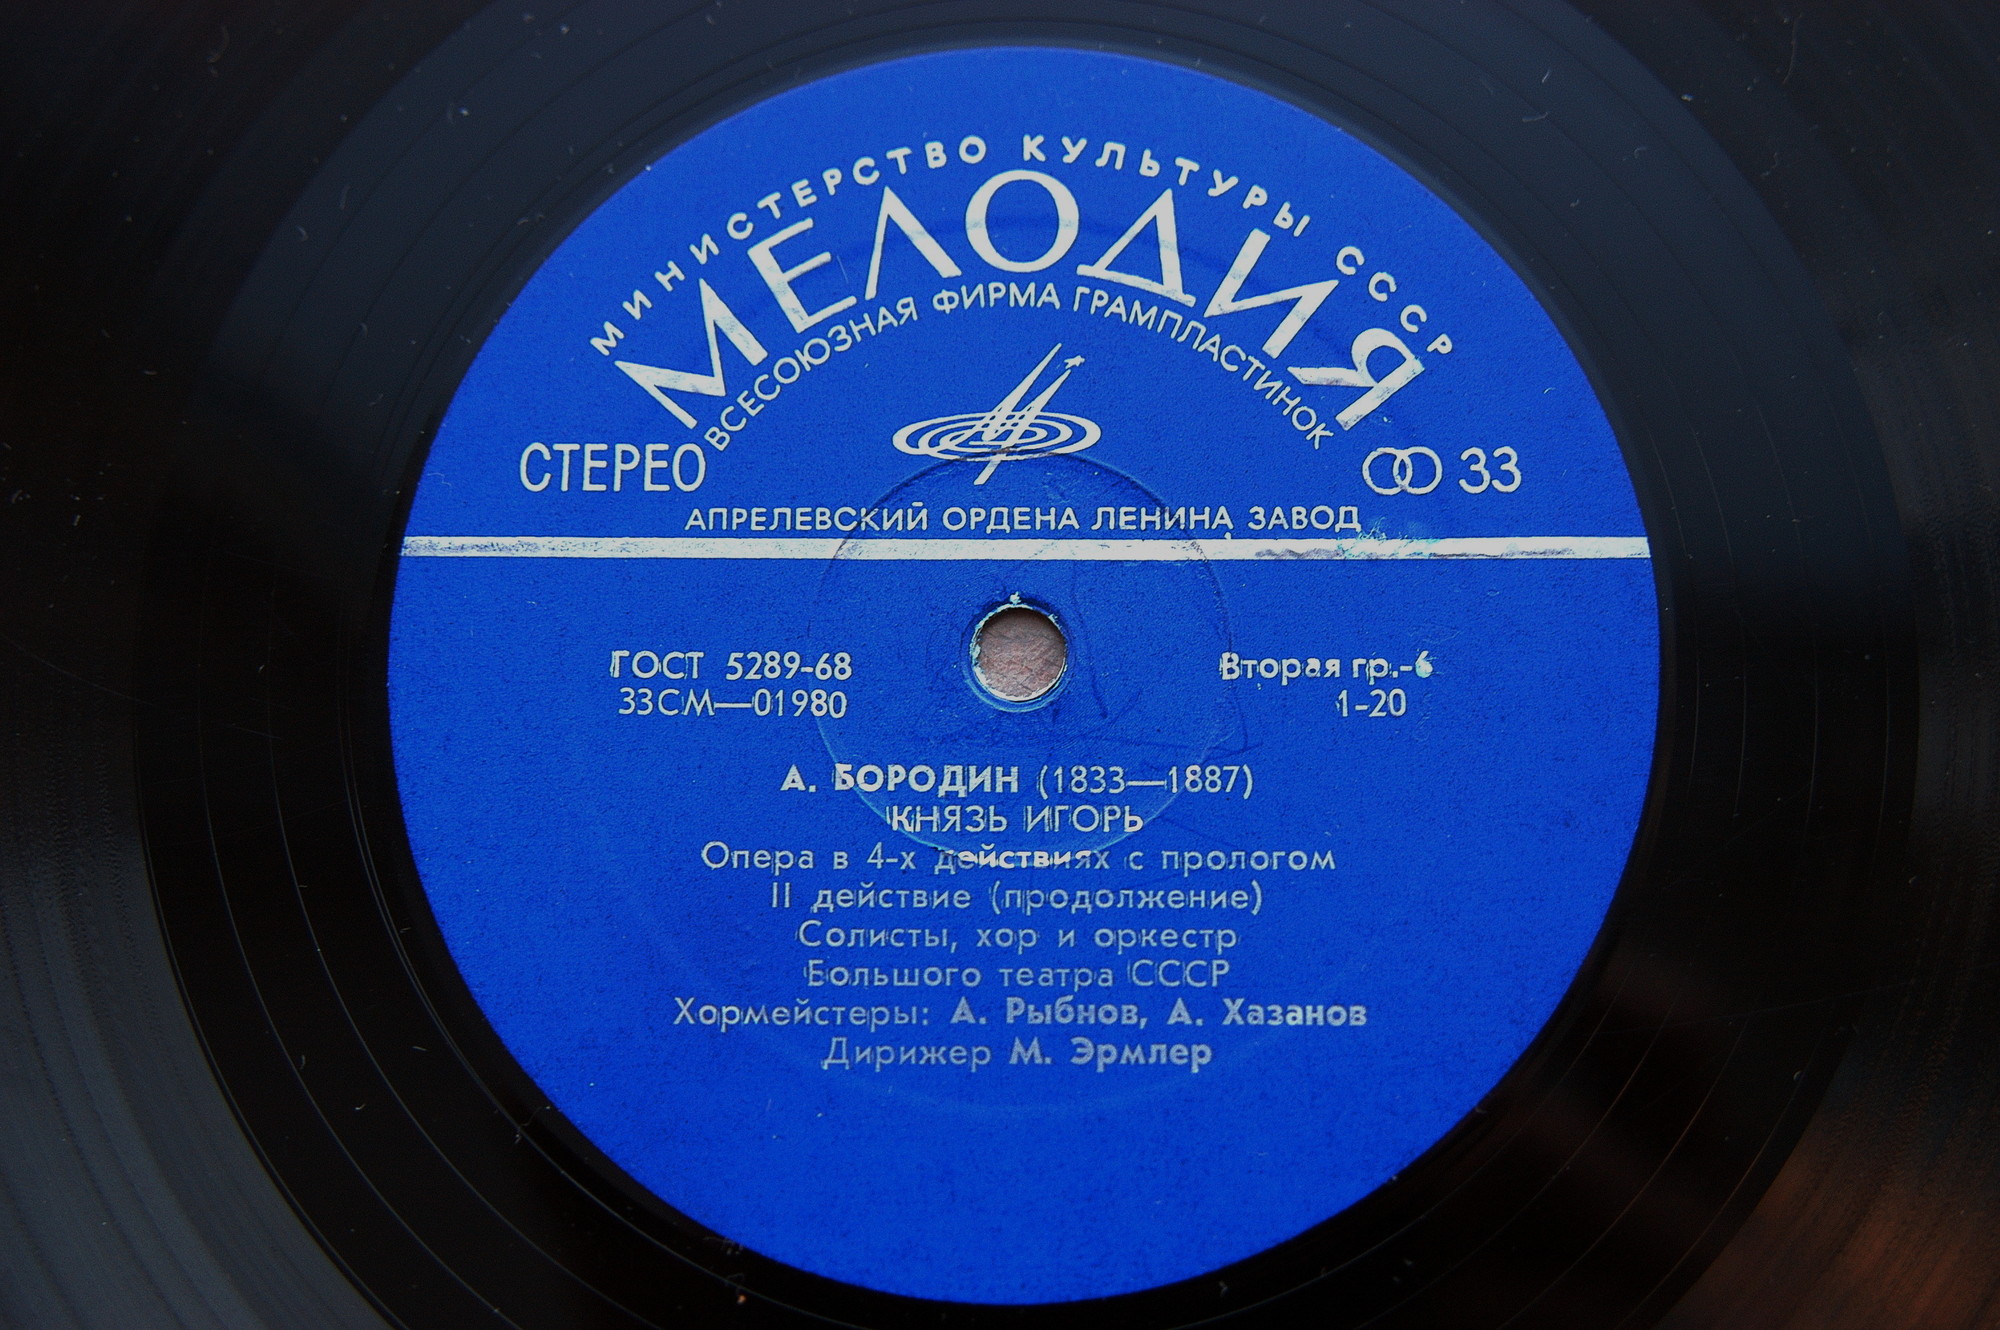 МИНИСТЕРСТВО КУЛЬТУРЫ СССР
МЕЛОДИЯ
ВСЕСОЮЗНАЯ ФИРМА ГРАМПЛАСТИНОК
СТЕРЕО 33
АПРЕЛЕВСКИЙ ОРДЕНА ЛЕНИНА ЗАВОД
ГОСТ 5289-68 Вторая гр.-6
33СМ—01980 1-20
А. БОРОДИН (1833—1887)
КНЯЗЬ ИГОРЬ
Опера в 4-х действиях с прологом
II действие (продолжение)
Солисты, хор и оркестр
Большого театра СССР
Хормейстеры: А. Рыбнов, А. Хазанов
Дирижер М. Эрмлер